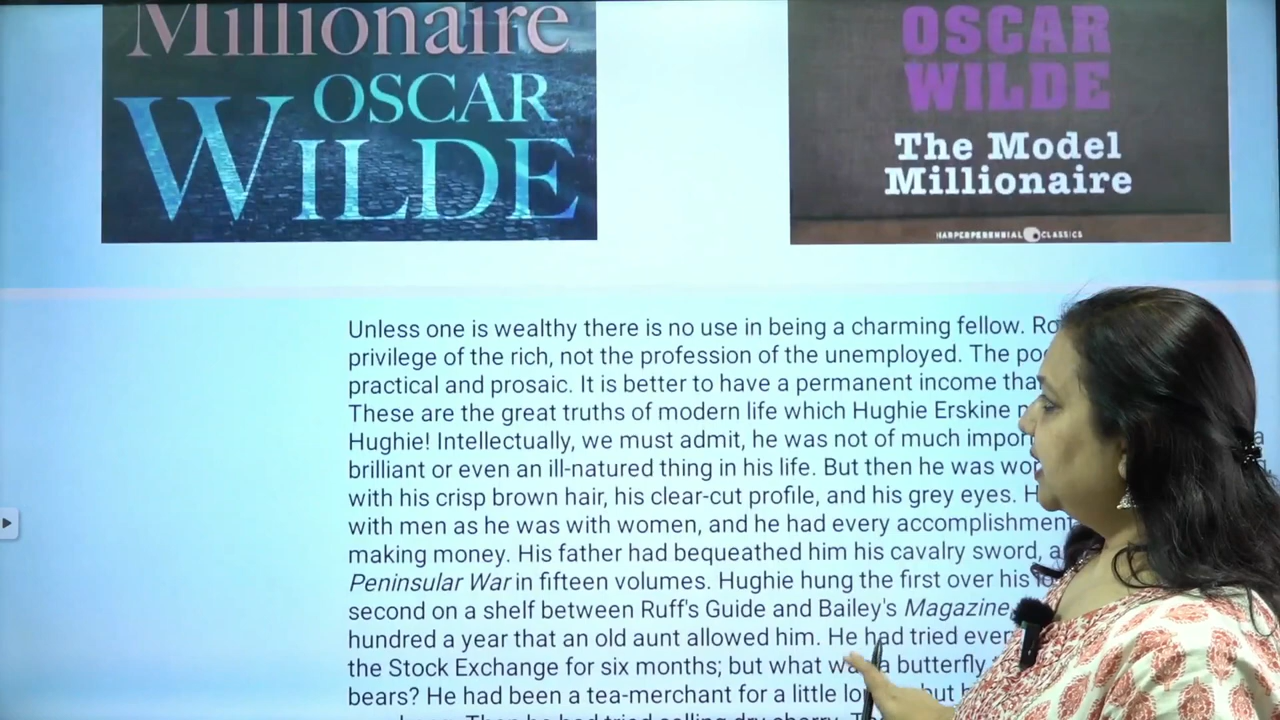 Millionaire
OSCAR
WILDE
OSCAR
WILDE
The Model
Millionaire
HARPERPERENNIAL CLASSICS
Unless one is wealthy there is no use in being a charming fellow.
privilege of the rich, not the profession of the unemployed. The
practical and prosaic. It is better to have a permanent income
These are the great truths of modern life which Hughie Erskine
Hughie! Intellectually, we must admit, he was not of much
brilliant or even an ill-natured thing in his life. But then he was
with his crisp brown hair, his clear-cut profile, and his grey eyes.
with men as he was with women, and he had every accomplishment
making money. His father had bequeathed him his cavalry sword,
Peninsular War in fifteen volumes. Hughie hung the first over his
second on a shelf between Ruff's Guide and Bailey's Magazine,
hundred a year that an old aunt allowed him. He had tried
the Stock Exchange for six months; but what was a butterfly
bears? He had been a tea-merchant for a little but